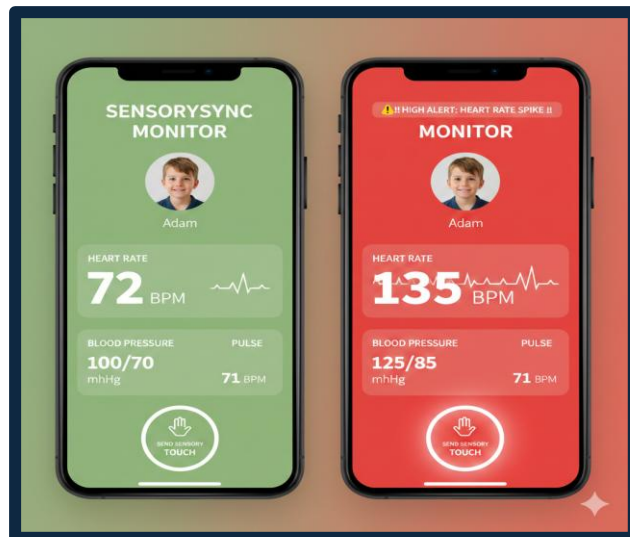 SENSORYSYNC
MONITOR
Adam
HEART RATE
72 BPM
BLOOD PRESSURE PULSE
100/70
mhHg 71 BPM
SEND SENSORY
TOUCH
⚠️ !! HIGH ALERT: HEART RATE SPIKE !!
MONITOR
Adam
HEART RATE
135 BPM
BLOOD PRESSURE PULSE
125/85
mhHg 71 BPM
SEND SENSORY
TOUCH